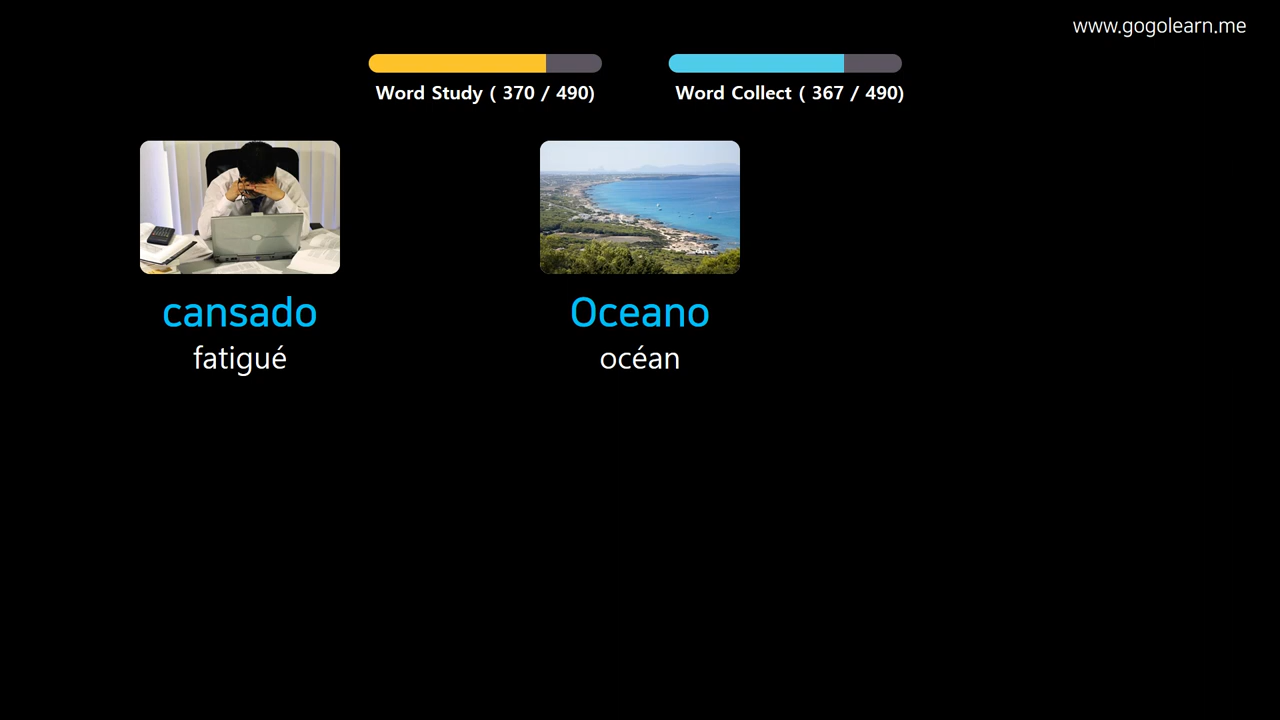 www.gogolearn.me
Word Study ( 370 / 490)
Word Collect ( 367 / 490)
cansado
fatigué
Oceano
océan